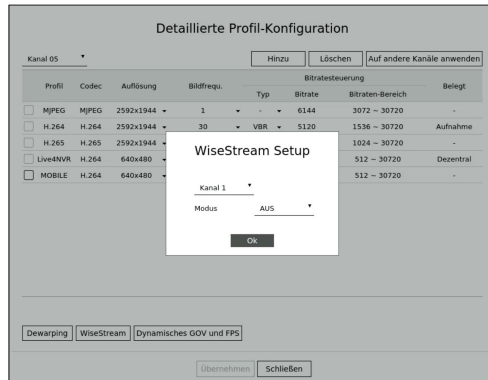 Detaillierte Profil-Konfiguration
Kanal 05
Hinzu
Löschen
Auf andere Kanäle anwenden
Profil Codec Auflösung Bildfrequ. Bitratesteuerung Belegt
Typ Bitrate Bitraten-Bereich
MJPEG MJPEG 2592x1944 1 - 6144 3072 ~ 30720 -
H.264 H.264 2592x1944 30 VBR 5120 1536 ~ 30720 Aufnahme
H.265 H.265 2592x1944 1024 ~ 30720 -
Live4NVR H.264 640x480 512 ~ 30720 Dezentral
MOBILE H.264 640x480 512 ~ 30720 -
WiseStream Setup
Kanal 1
Modus AUS
Ok
Dewarping
WiseStream
Dynamisches GOV und FPS
Übernehmen
Schließen